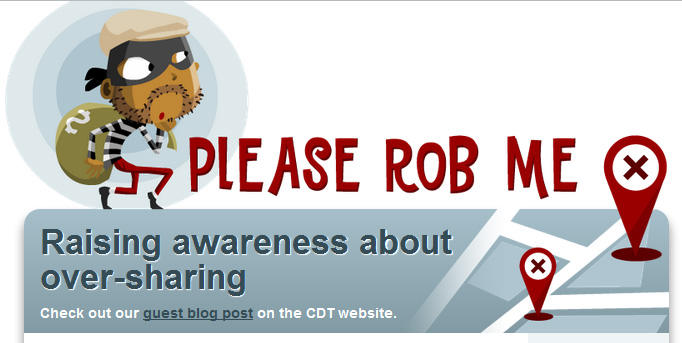 PLEASE ROB ME
Raising awareness about
over-sharing
Check out our guest blog post on the CDT website.